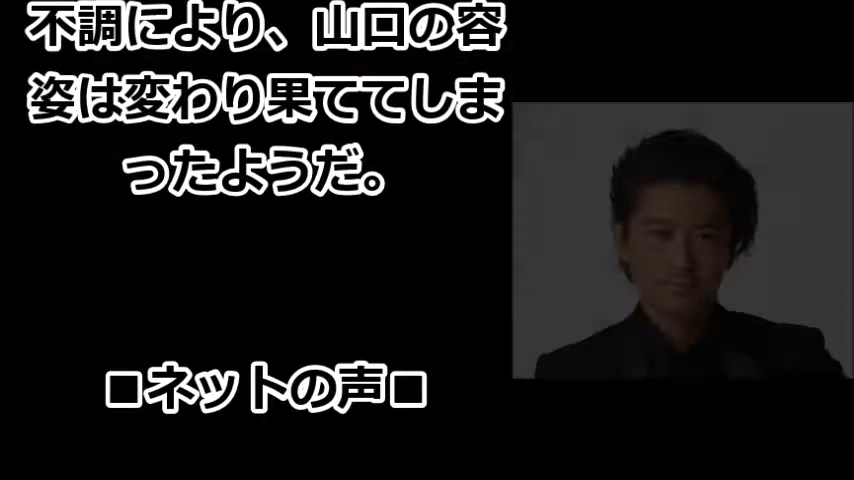 不調により、山口の容
姿は変わり果ててしま
ったようだ。
■ネットの声■